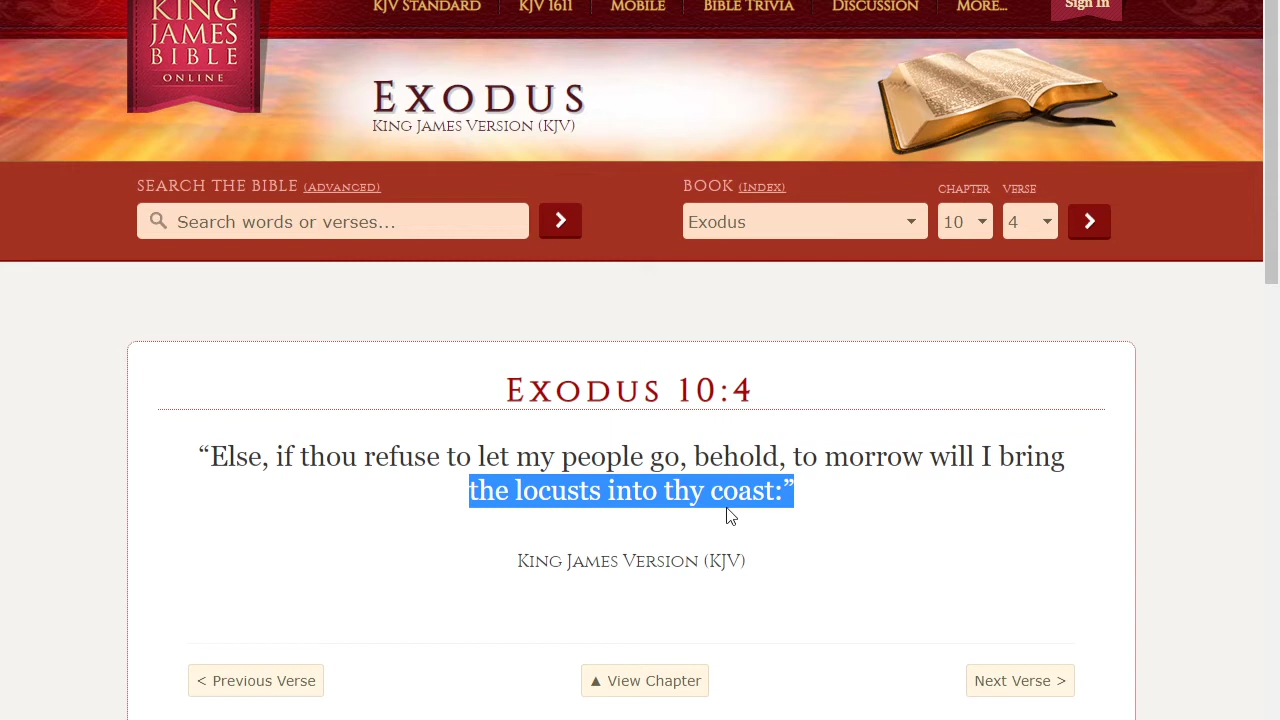 KING
JAMES
BIBLE
ONLINE
KJV STANDARD
KJV 1611
MOBILE
BIBLE TRIVIA
DISCUSSION
MORE...
Sign In
EXODUS
KING JAMES VERSION (KJV)
SEARCH THE BIBLE (ADVANCED)
BOOK (INDEX)
CHAPTER
VERSE
Search words or verses...
Exodus
10
4
EXODUS 10:4
“Else, if thou refuse to let my people go, behold, to morrow will I bring
the locusts into thy coast:”
KING JAMES VERSION (KJV)
< Previous Verse
▲ View Chapter
Next Verse >